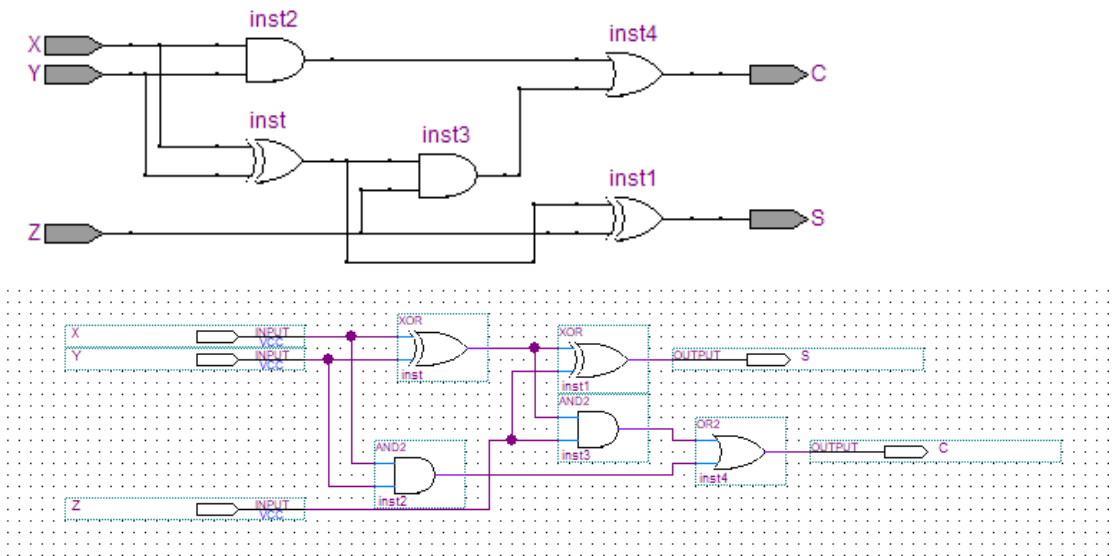 inst2
inst4
X
Y
C
inst
inst3
inst1
Z
S
XOR
XOR
X INPUT
VCC
Y INPUT
VCC
OUTPUT S
inst
inst1
AND2
OR2
AND2
OUTPUT C
inst3
inst4
inst2
Z INPUT
VCC